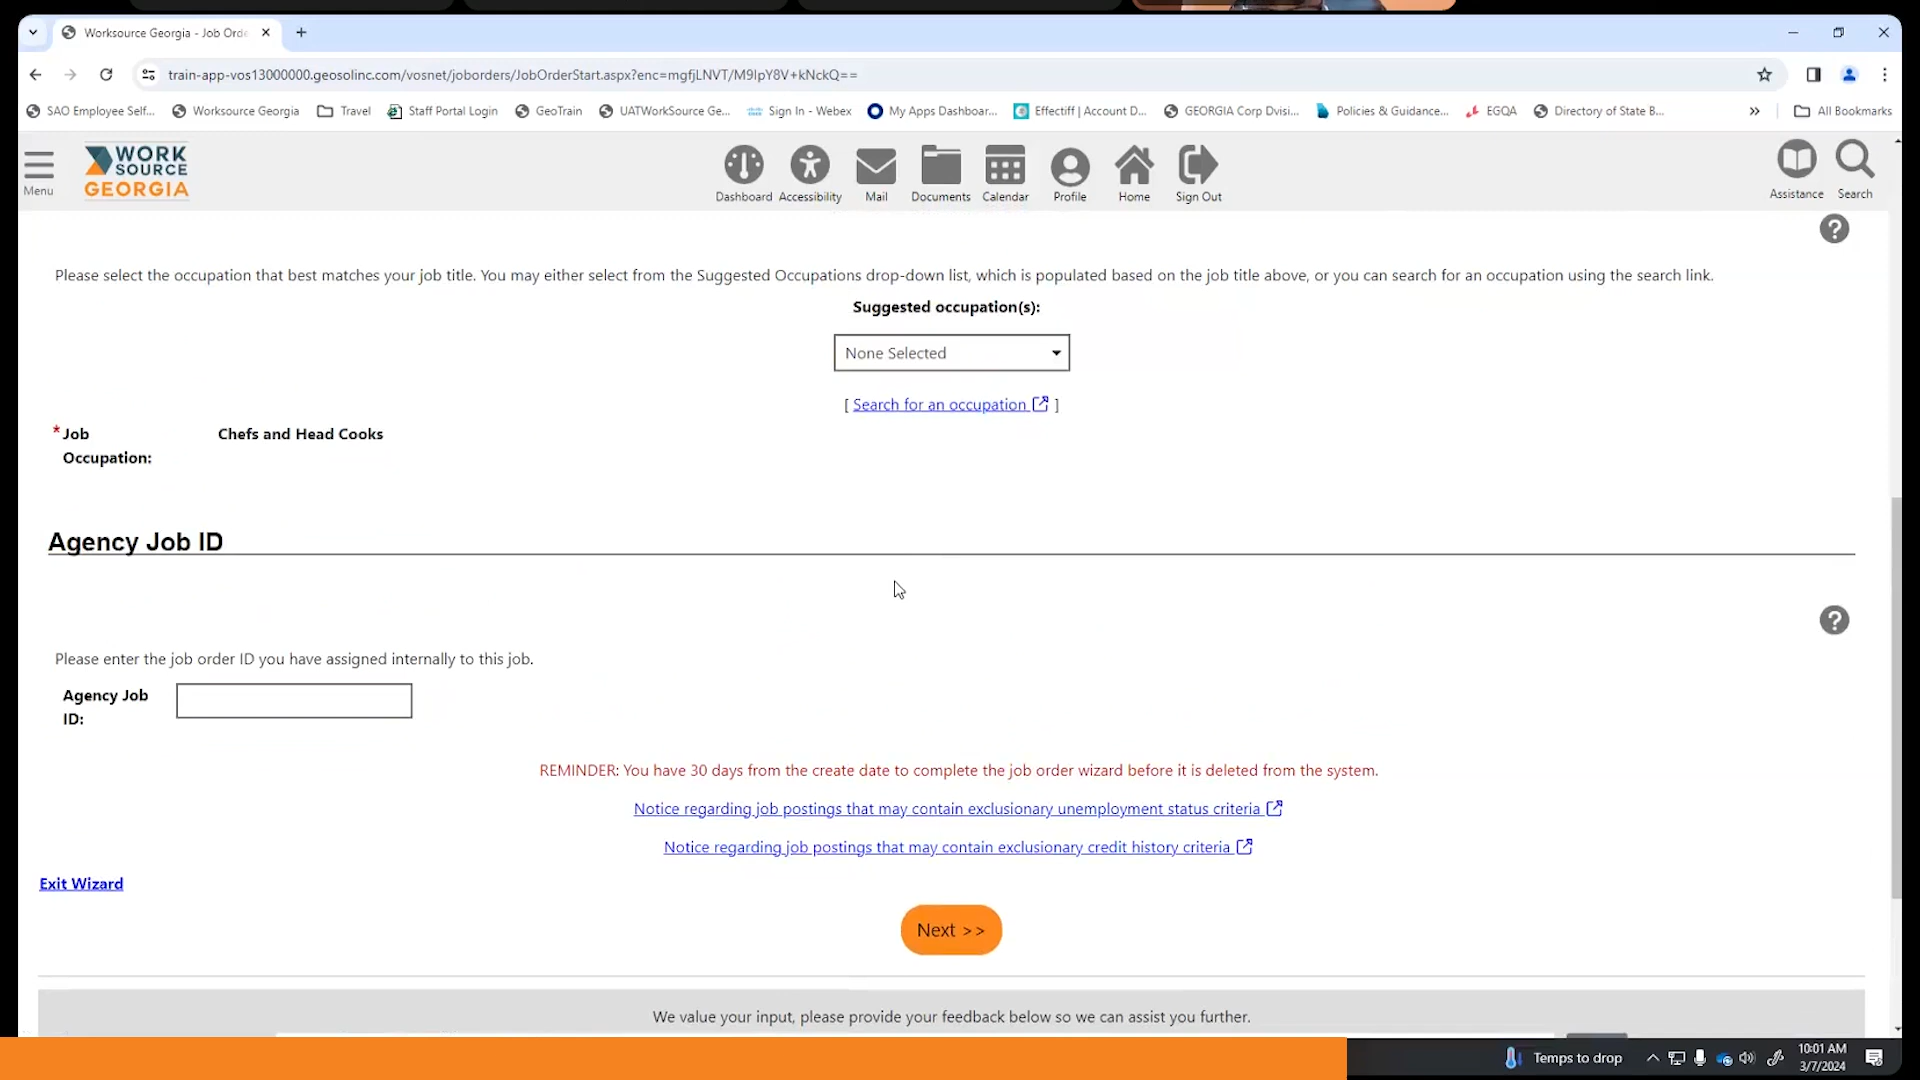 Worksource Georgia - Job Orde
train-app-vos13000000.geosolinc.com/vosnet/joborders/JobOrderStart.aspx?enc=mgfjLNVT/M9lpY8V+kNckQ==
SAO Employee Self... Worksource Georgia Travel Staff Portal Login GeoTrain UATWorkSource Ge... Sign In - Webex My Apps Dashboar... Effectiff | Account D... GEORGIA Corp Dvisi... Policies & Guidance... EGQA Directory of State B... » All Bookmarks
Menu
WORK
SOURCE
GEORGIA
Dashboard Accessibility Mail Documents Calendar Profile Home Sign Out Assistance Search
?
Please select the occupation that best matches your job title. You may either select from the Suggested Occupations drop-down list, which is populated based on the job title above, or you can search for an occupation using the search link.
Suggested occupation(s):
None Selected
[ Search for an occupation ]
* Job Chefs and Head Cooks
Occupation:
Agency Job ID
?
Please enter the job order ID you have assigned internally to this job.
Agency Job
ID:
REMINDER: You have 30 days from the create date to complete the job order wizard before it is deleted from the system.
Notice regarding job postings that may contain exclusionary unemployment status criteria
Notice regarding job postings that may contain exclusionary credit history criteria
Exit Wizard
Next >>
We value your input, please provide your feedback below so we can assist you further.
Temps to drop 10:01 AM
3/7/2024